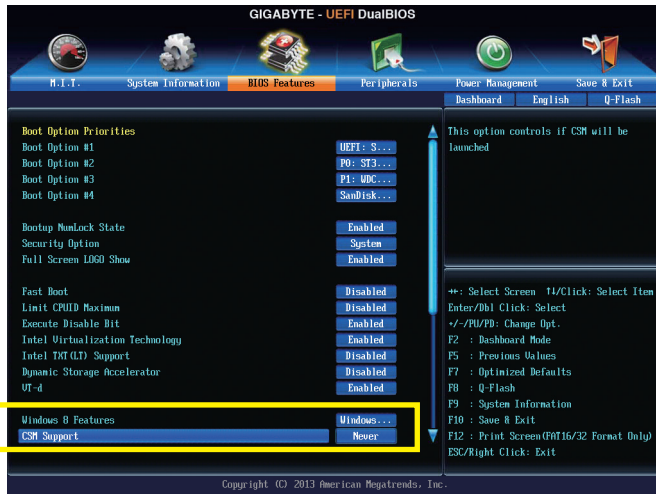 GIGABYTE - UEFI DualBIOS
M.I.T. System Information BIOS Features Peripherals Power Management Save & Exit
Dashboard English Q-Flash
Boot Option Priorities
Boot Option #1 UEFI: S...
Boot Option #2 P0: ST3...
Boot Option #3 P1: WDC...
Boot Option #4 SanDisk...
Bootup NumLock State Enabled
Security Option System
Full Screen LOGO Show Enabled
Fast Boot Disabled
Limit CPUID Maximum Disabled
Execute Disable Bit Enabled
Intel Virtualization Technology Enabled
Intel TXT(LT) Support Disabled
Dynamic Storage Accelerator Disabled
VT-d Enabled
Windows 8 Features Windows...
CSM Support Never
This option controls if CSM will be
launched
↔: Select Screen ↑↓/Click: Select Item
Enter/Dbl Click: Select
+/-/PU/PD: Change Opt.
F2 : Dashboard Mode
F5 : Previous Values
F7 : Optimized Defaults
F8 : Q-Flash
F9 : System Information
F10 : Save & Exit
F12 : Print Screen(FAT16/32 Format Only)
ESC/Right Click: Exit
Copyright (C) 2013 American Megatrends, Inc.